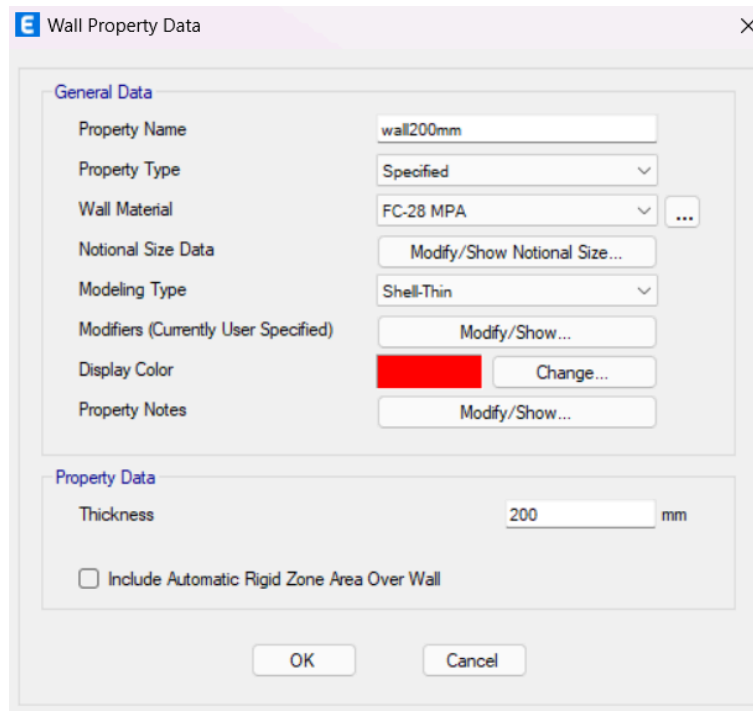 E Wall Property Data
General Data
Property Name wall200mm
Property Type Specified
Wall Material FC-28 MPA ...
Notional Size Data Modify/Show Notional Size...
Modeling Type Shell-Thin
Modifiers (Currently User Specified) Modify/Show...
Display Color Change...
Property Notes Modify/Show...
Property Data
Thickness 200 mm
Include Automatic Rigid Zone Area Over Wall
OK Cancel